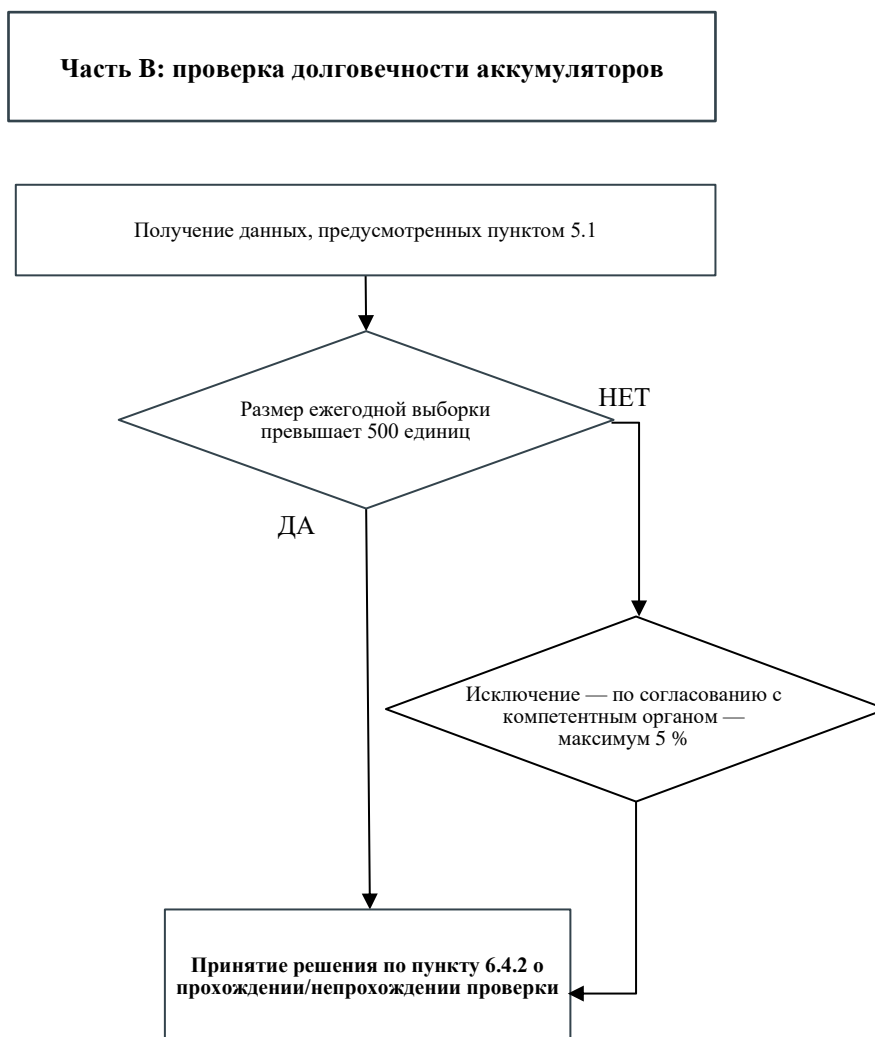 Часть B: проверка долговечности аккумуляторов
Получение данных, предусмотренных пунктом 5.1
Размер ежегодной выборки
превышает 500 единиц
НЕТ
ДА
Исключение — по согласованию с
компетентным органом —
максимум 5 %
Принятие решения по пункту 6.4.2 о
прохождении/непрохождении проверки